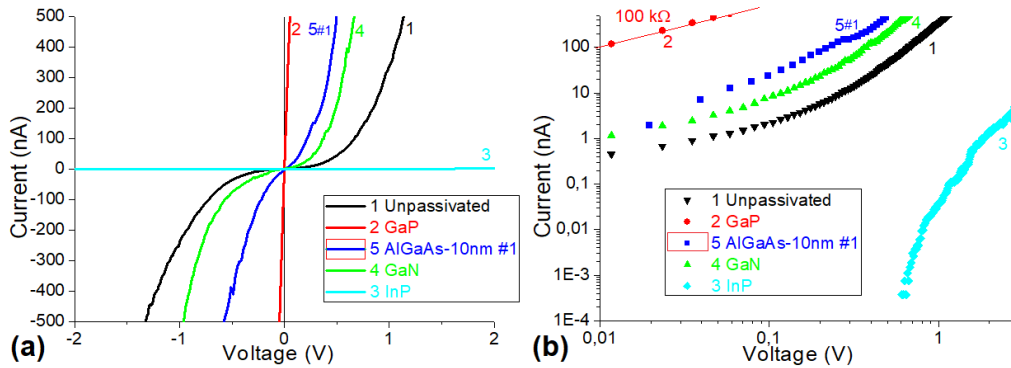 500
400
300
200
100
0
-100
-200
-300
-400
-500
Current (nA)
-2
-1
0
1
2
Voltage (V)
2
5#1
4
1
3
1 Unpassivated
2 GaP
5 AlGaAs-10nm #1
4 GaN
3 InP
(a)
100
10
1
0,1
0,01
1E-3
1E-4
Current (nA)
0,01
0,1
1
Voltage (V)
100 kΩ
2
5#1
4
1
3
1 Unpassivated
2 GaP
5 AlGaAs-10nm #1
4 GaN
3 InP
(b)